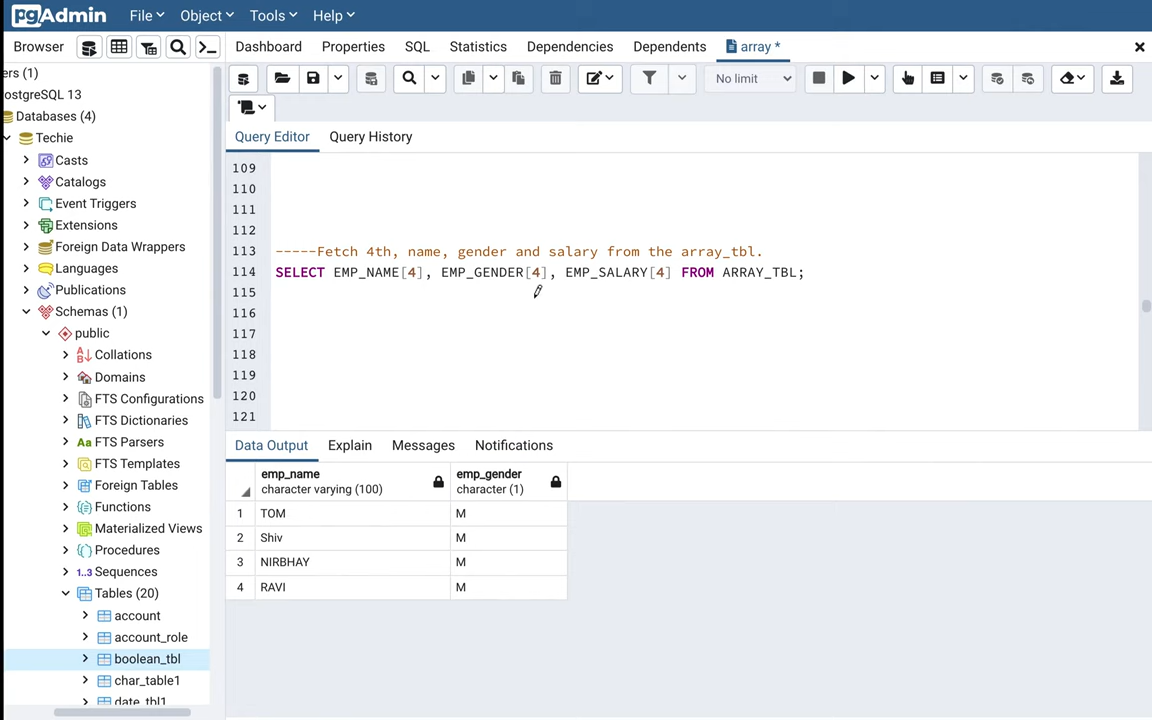 pgAdmin File Object Tools Help
Browser Dashboard Properties SQL Statistics Dependencies Dependents array *
ers (1)
ostgreSQL 13
Databases (4)
Techie
Casts
Catalogs
Event Triggers
Extensions
Foreign Data Wrappers
Languages
Publications
Schemas (1)
public
Collations
Domains
FTS Configurations
FTS Dictionaries
Aa FTS Parsers
FTS Templates
Foreign Tables
Functions
Materialized Views
Procedures
1..3 Sequences
Tables (20)
account
account_role
boolean_tbl
char_table1
date_tbl1
No limit
Query Editor Query History
109
110
111
112
113 -----Fetch 4th, name, gender and salary from the array_tbl.
114 SELECT EMP_NAME[4], EMP_GENDER[4], EMP_SALARY[4] FROM ARRAY_TBL;
115
116
117
118
119
120
121
Data Output Explain Messages Notifications
emp_name emp_gender
character varying (100) character (1)
1 TOM M
2 Shiv M
3 NIRBHAY M
4 RAVI M